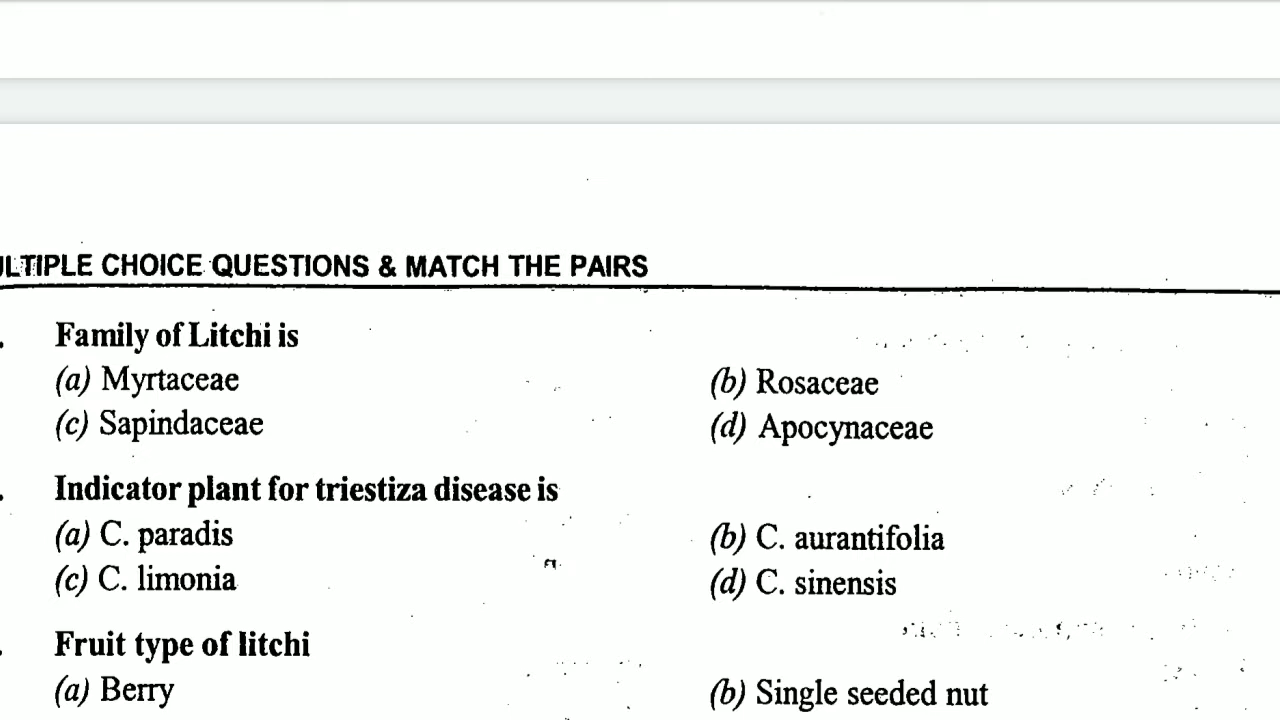 LTIPLE CHOICE QUESTIONS & MATCH THE PAIRS
. Family of Litchi is
(a) Myrtaceae (b) Rosaceae
(c) Sapindaceae (d) Apocynaceae
. Indicator plant for triestiza disease is
(a) C. paradis (b) C. aurantifolia
(c) C. limonia (d) C. sinensis
. Fruit type of litchi
(a) Berry (b) Single seeded nut